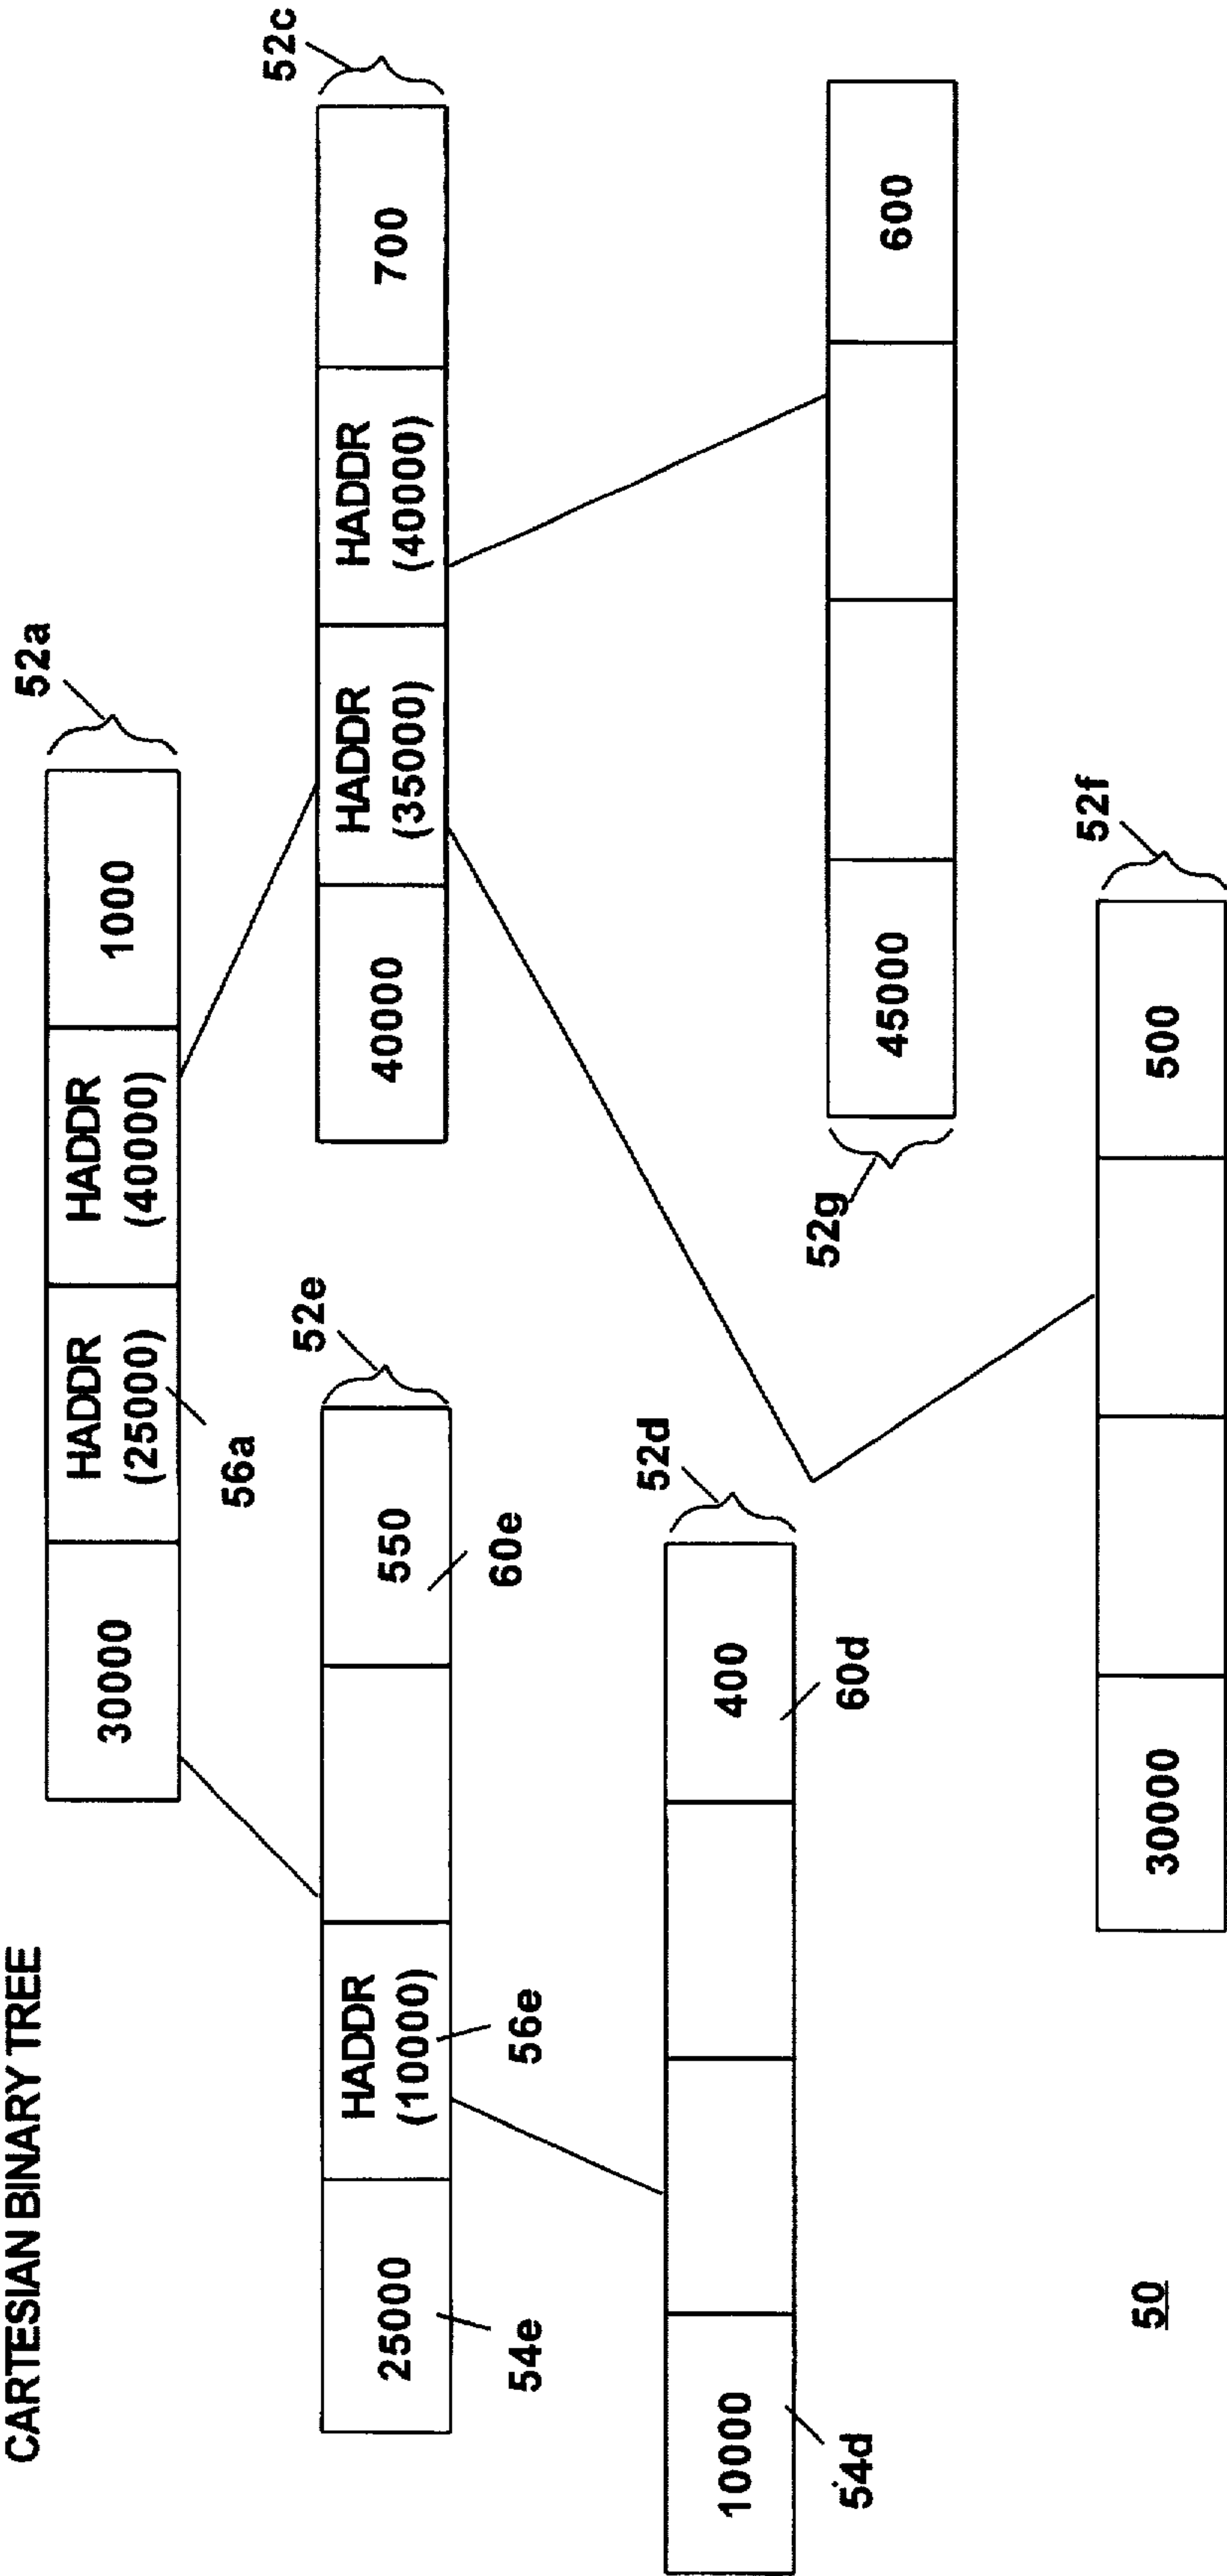 CARTESIAN BINARY TREE
52a
30000
HADDR
(25000)
HADDR
(40000)
1000
56a
52e
52c
25000
HADDR
(10000)
550
40000
HADDR
(35000)
HADDR
(40000)
700
54e
56e
60e
52d
10000
400
54d
60d
52g
45000
600
52f
30000
500
50